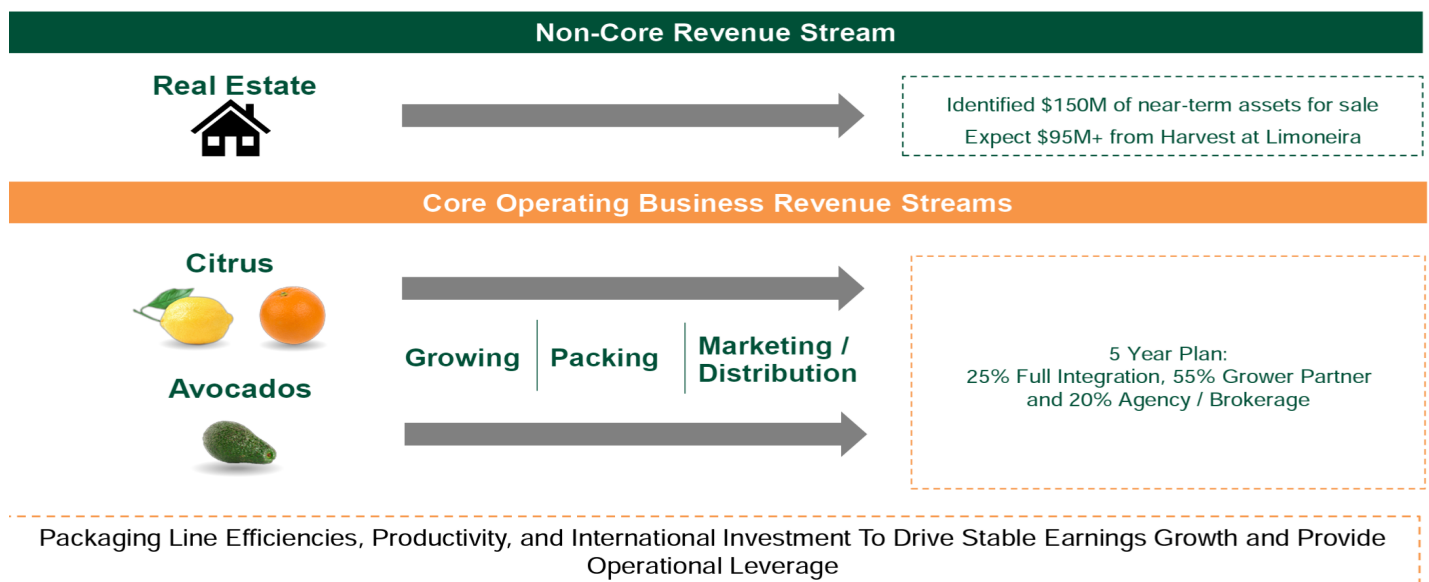 Non-Core Revenue Stream
Real Estate
Identified $150M of near-term assets for sale
Expect $95M+ from Harvest at Limoneira
Core Operating Business Revenue Streams
Citrus
Growing
Packing
Marketing /
Distribution
Avocados
5 Year Plan:
25% Full Integration, 55% Grower Partner
and 20% Agency / Brokerage
Packaging Line Efficiencies, Productivity, and International Investment To Drive Stable Earnings Growth and Provide
Operational Leverage